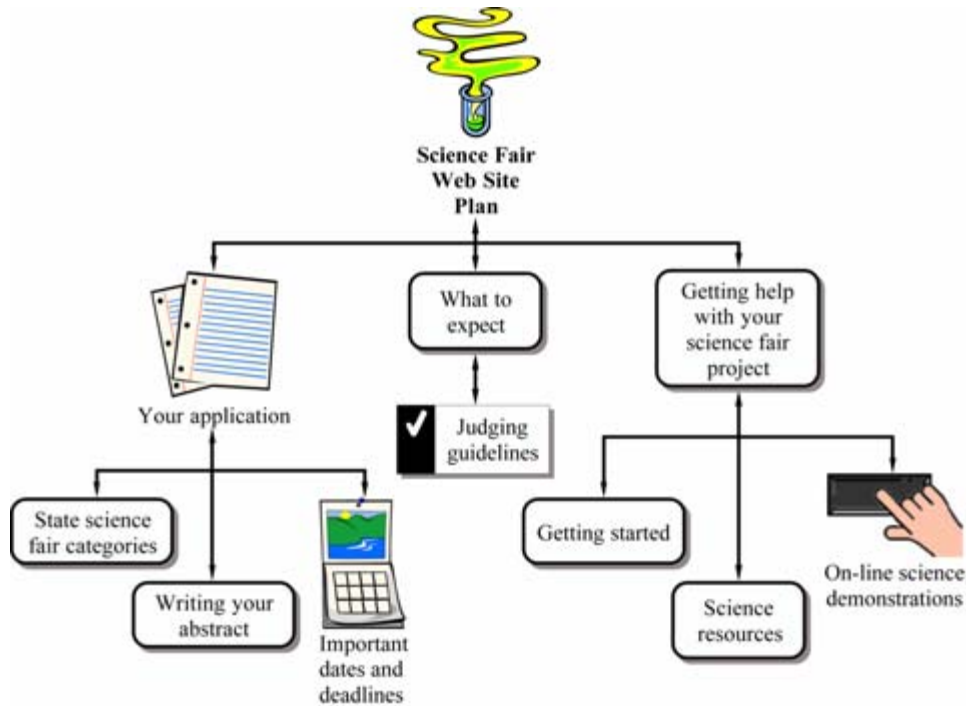 Science Fair
Web Site
Plan
What to
expect
Getting help
with your
science fair
project
Your application
Judging
guidelines
State science
fair categories
Writing your
abstract
Important
dates and
deadlines
Getting started
Science
resources
On-line science
demonstrations